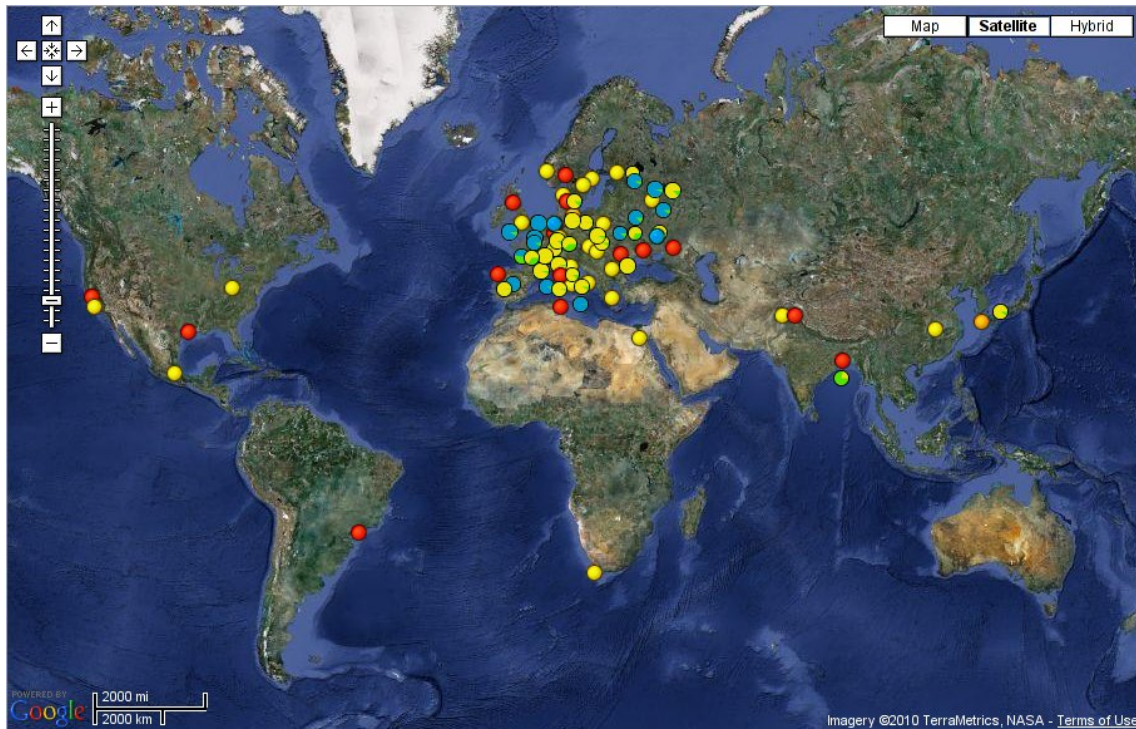 Map Satellite Hybrid
POWERED BY
Google
2000 mi
2000 km
Imagery ©2010 TerraMetrics, NASA - Terms of Use